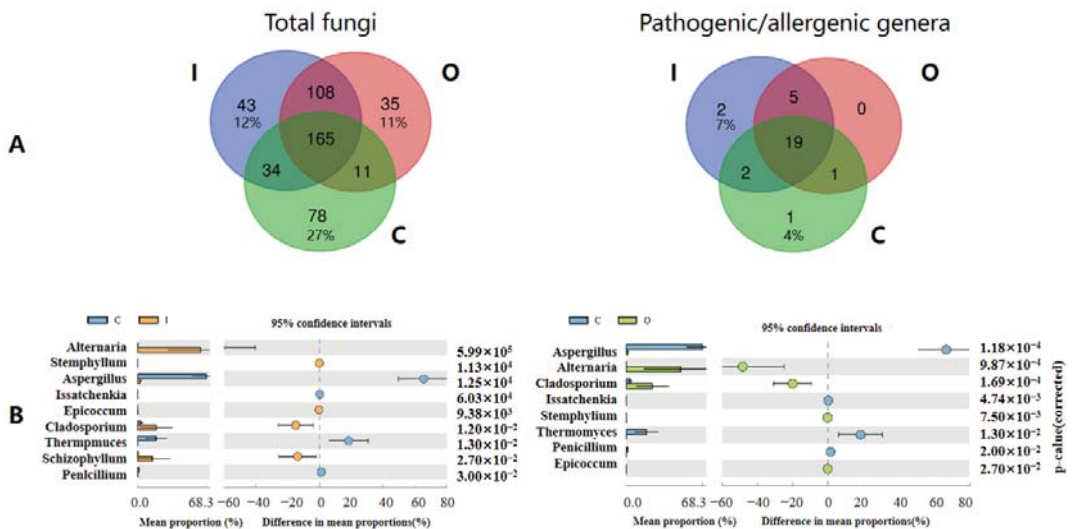 Total fungi
Pathogenic/allergenic genera
A
I
O
43
12%
108
35
11%
165
34
11
78
27%
C
I
O
2
7%
5
0
19
2
1
1
4%
C
B
C I
95% confidence intervals
Alternaria 5.99×10⁵
Stemphyllum 1.13×10⁴
Aspergillus 1.25×10⁴
Issatchenkia 6.03×10⁴
Epicoccum 9.38×10³
Cladosporium 1.20×10⁻²
Thermpmuces 1.30×10⁻²
Schizophyllum 2.70×10⁻²
Penlcillium 3.00×10⁻²
0.0 68.3 −60 −40 −20 0 20 40 60 80
Mean proportion (%) Difference in mean proportions(%)
C O
95% confidence intervals
Aspergillus 1.18×10⁻⁴
Alternaria 9.87×10⁻⁴
Cladosporium 1.69×10⁻⁴
Issatchenkia 4.74×10⁻³
Stemphylium 7.50×10⁻³
Thermomyces 1.30×10⁻²
Penicillium 2.00×10⁻²
Epicoccum 2.70×10⁻²
0.0 68.3 −60 −40 −20 0 20 40 60 80
Mean proportion (%) Difference in mean proportions(%)
p-calue(corrected)